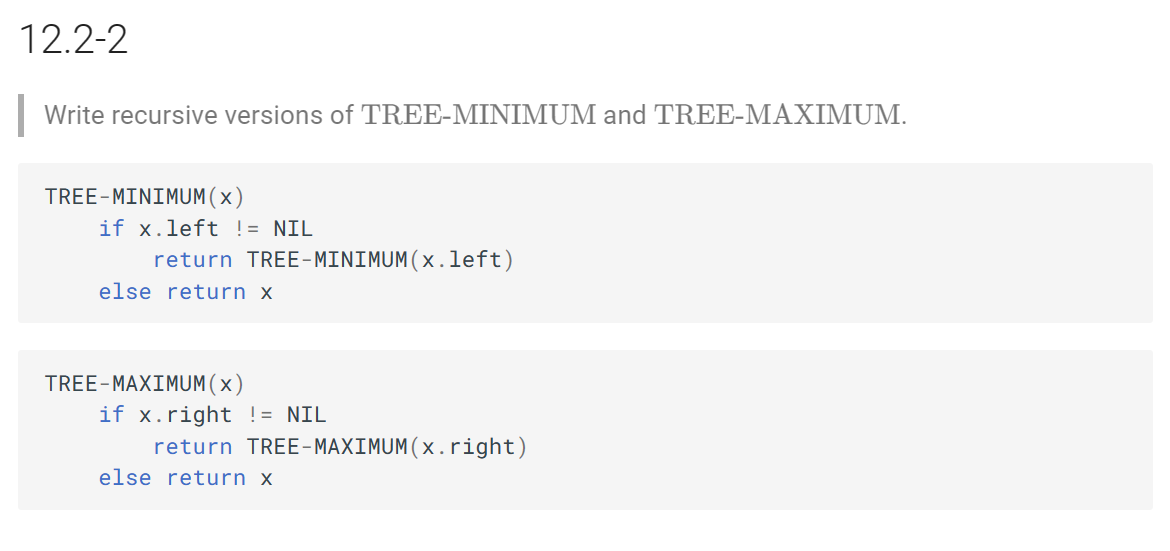 12.2-2
Write recursive versions of TREE-MINIMUM and TREE-MAXIMUM.
TREE-MINIMUM(x)
    if x.left != NIL
        return TREE-MINIMUM(x.left)
    else return x
TREE-MAXIMUM(x)
    if x.right != NIL
        return TREE-MAXIMUM(x.right)
    else return x